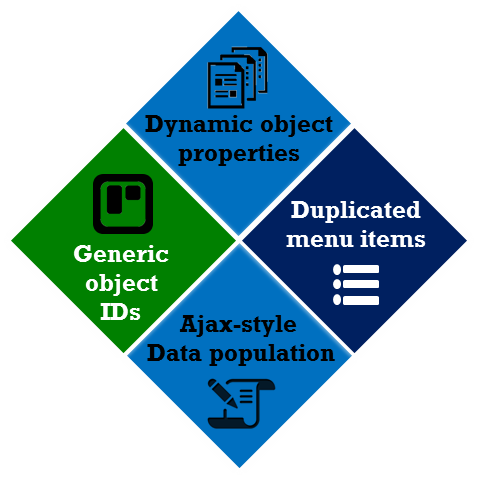 Dynamic object
properties
Generic
object
IDs
Duplicated
menu items
Ajax-style
Data population